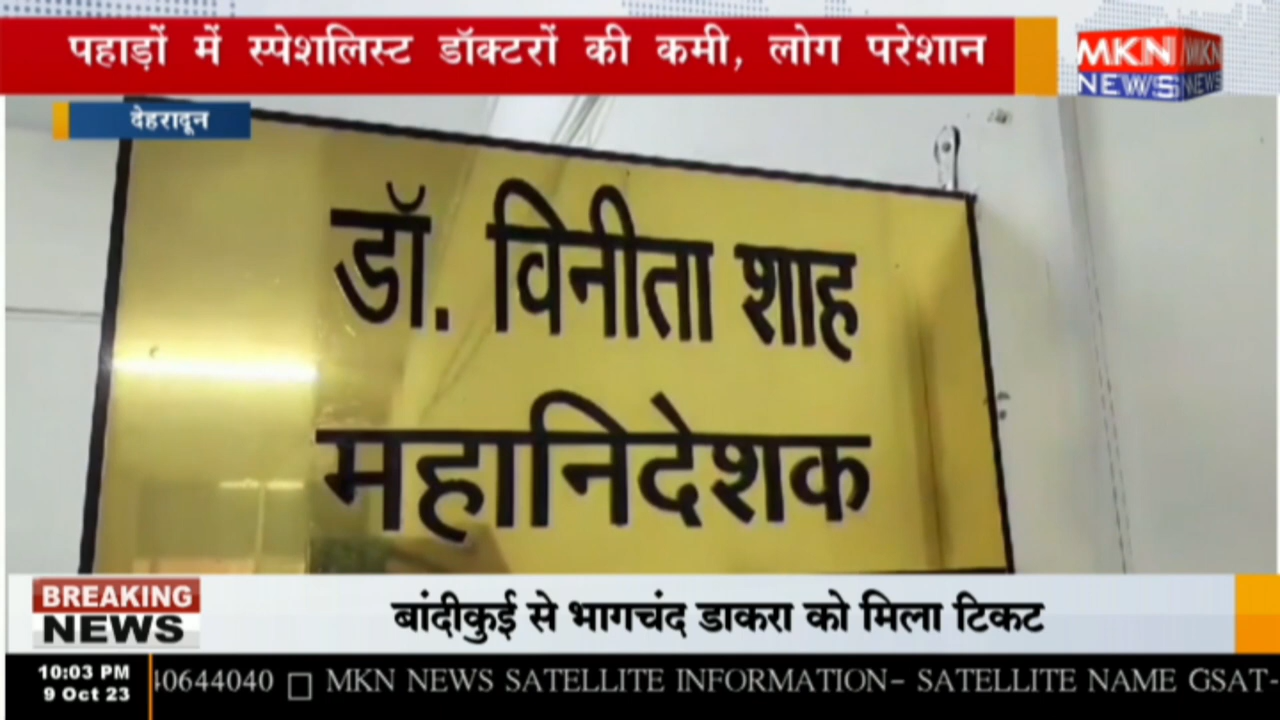 पहाड़ों में स्पेशलिस्ट डॉक्टरों की कमी, लोग परेशान
MKN MKN
NEWS NEWS
देहरादून
डॉ. विनीता शाह
महानिदेशक
BREAKING
NEWS
बांदीकुई से भागचंद डाकरा को मिला टिकट
10:03 PM
9 Oct 23
40644040 □ MKN NEWS SATELLITE INFORMATION- SATELLITE NAME GSAT-